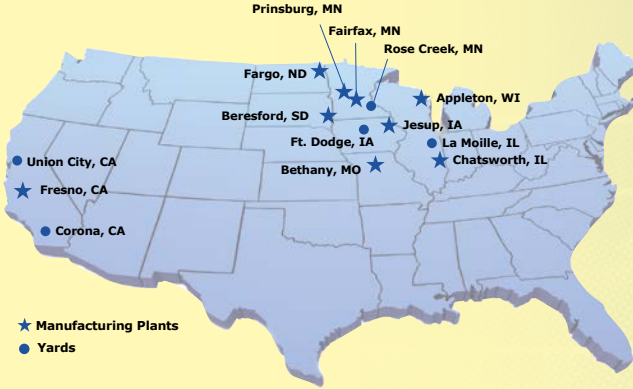 Prinsburg, MN
Fairfax, MN
Rose Creek, MN
Fargo, ND
Appleton, WI
Beresford, SD
Jesup, IA
Ft. Dodge, IA
La Moille, IL
Chatsworth, IL
Bethany, MO
Union City, CA
Fresno, CA
Corona, CA
Manufacturing Plants
Yards